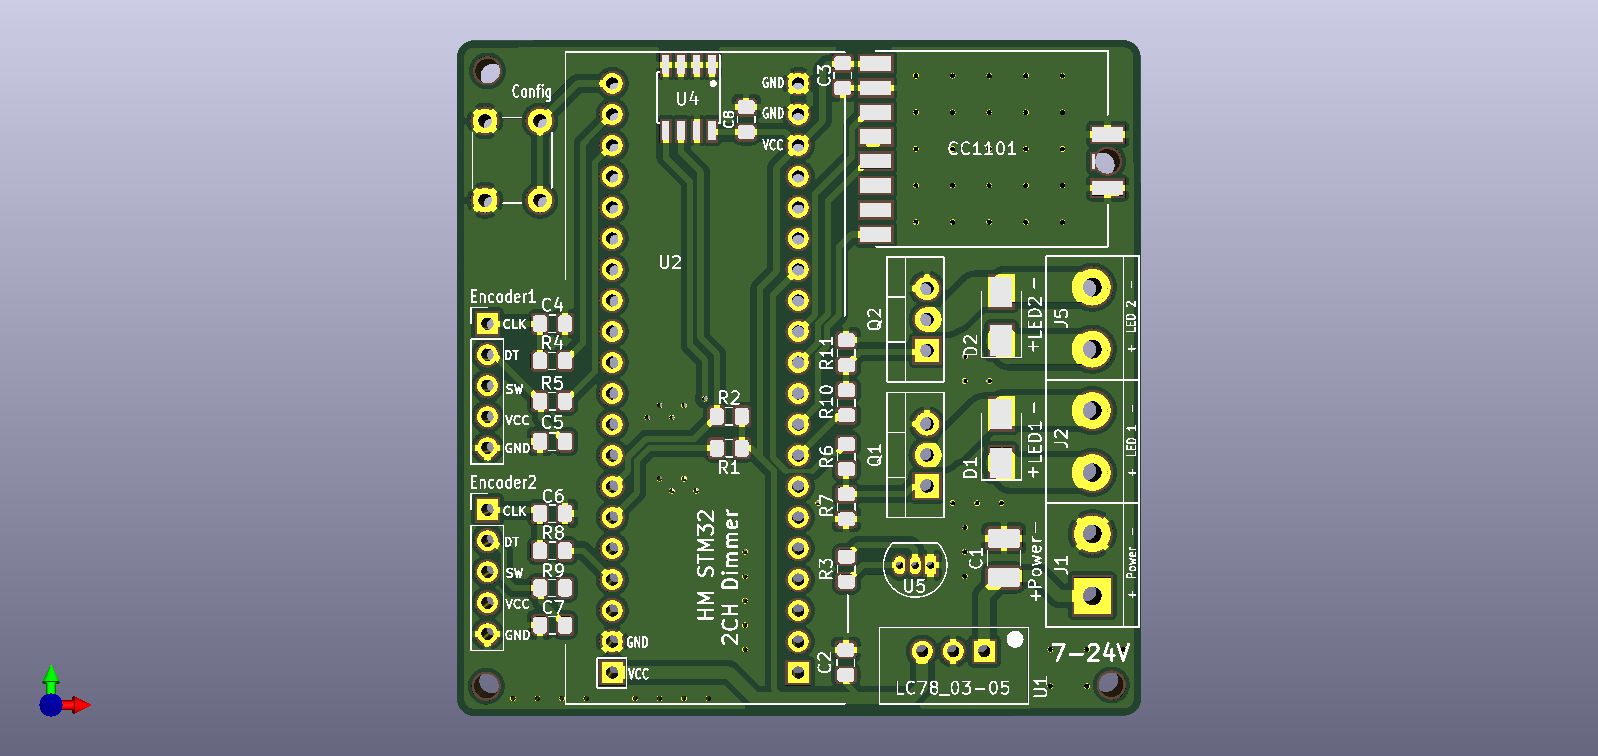 Config
U4
C8
GND
GND
VCC
C3
CC1101
U2
Encoder1
CLK
DT
SW
VCC
GND
C4
R4
R5
C5
R2
R1
Encoder2
CLK
DT
SW
VCC
GND
C6
R8
R9
C7
GND
VCC
HM STM32
2CH Dimmer
R11
R10
R6
R7
R3
C2
Q2
Q1
D2
+LED2-
J5
+ LED 2 -
D1
+LED1-
J2
+ LED 1 -
U5
C1
+Power-
J1
+ Power -
7-24V
LC78_03-05
U1